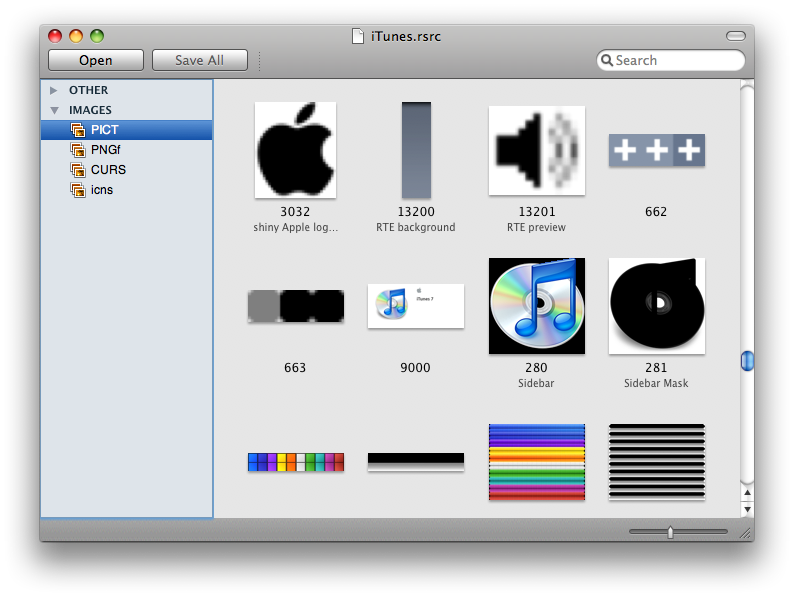 iTunes.rsrc
Open
Save All
Search
OTHER
IMAGES
PICT
PNGf
CURS
icns
3032
13200
13201
662
shiny Apple log...
RTE background
RTE preview
iTunes 7
663
9000
280
281
Sidebar
Sidebar Mask